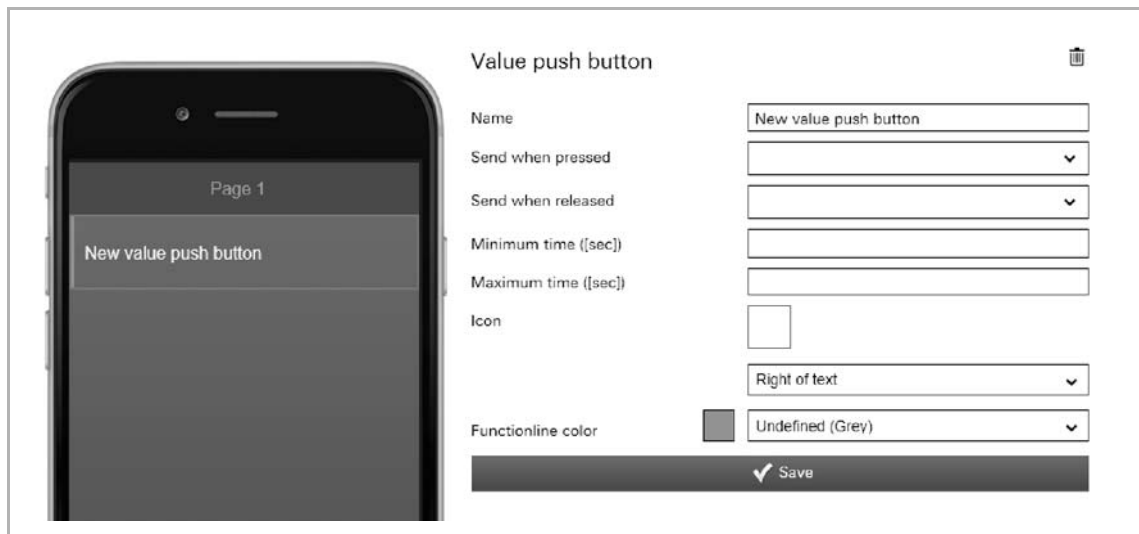 Page 1
New value push button
Value push button
Name
New value push button
Send when pressed
Send when released
Minimum time ([sec])
Maximum time ([sec])
Icon
Right of text
Functionline color
Undefined (Grey)
Save